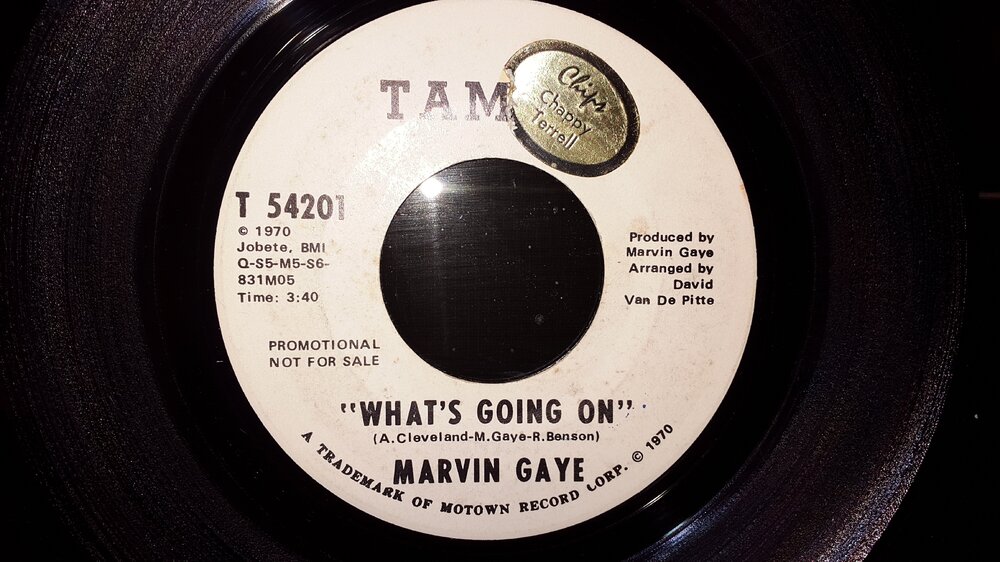 TAM
Chips
Chappy
Terrell
T 54201
© 1970
Jobete, BMI
Q-S5-M5-S6-
831M05
Time: 3:40
Produced by
Marvin Gaye
Arranged by
David
Van De Pitte
PROMOTIONAL
NOT FOR SALE
"WHAT'S GOING ON"
(A.Cleveland-M.Gaye-R.Benson)
MARVIN GAYE
A TRADEMARK OF MOTOWN RECORD CORP. © 1970